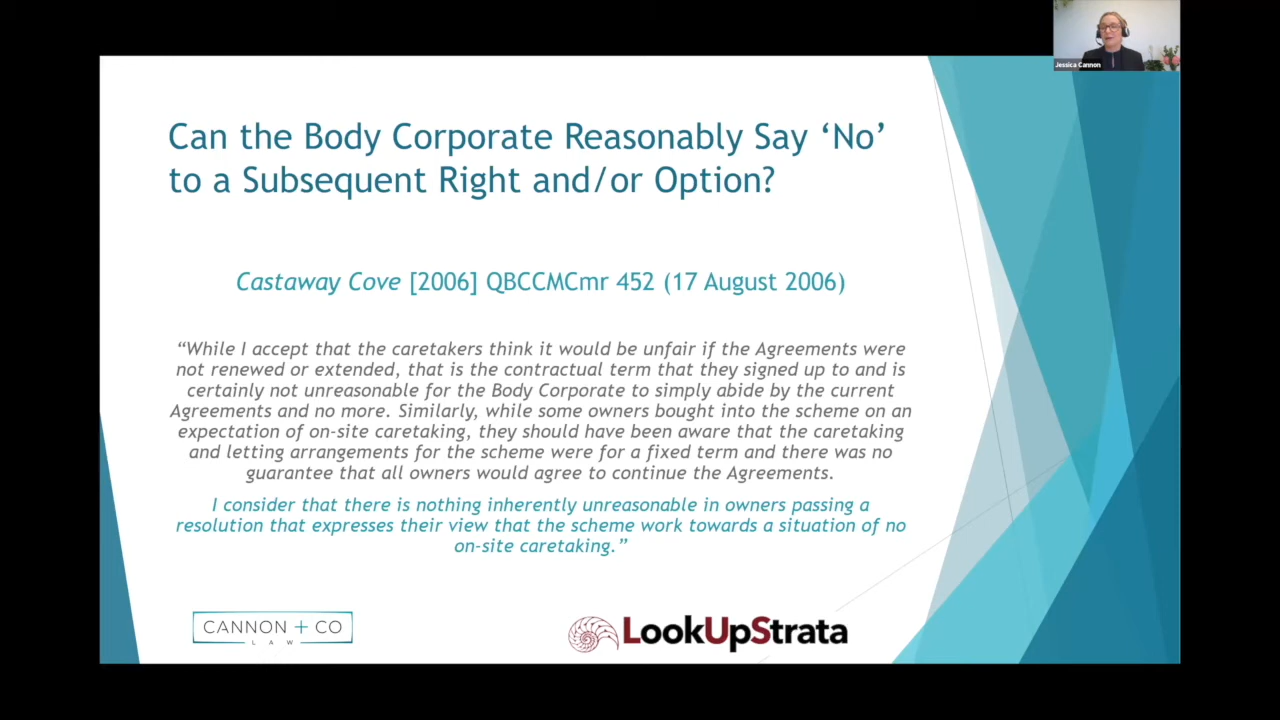 Jessica Cannon
Can the Body Corporate Reasonably Say ‘No’
to a Subsequent Right and/or Option?
Castaway Cove [2006] QBCCMCmr 452 (17 August 2006)
“While I accept that the caretakers think it would be unfair if the Agreements were
not renewed or extended, that is the contractual term that they signed up to and is
certainly not unreasonable for the Body Corporate to simply abide by the current
Agreements and no more. Similarly, while some owners bought into the scheme on an
expectation of on-site caretaking, they should have been aware that the caretaking
and letting arrangements for the scheme were for a fixed term and there was no
guarantee that all owners would agree to continue the Agreements.
I consider that there is nothing inherently unreasonable in owners passing a
resolution that expresses their view that the scheme work towards a situation of no
on-site caretaking.”
CANNON + CO
LAW
LookUpStrata